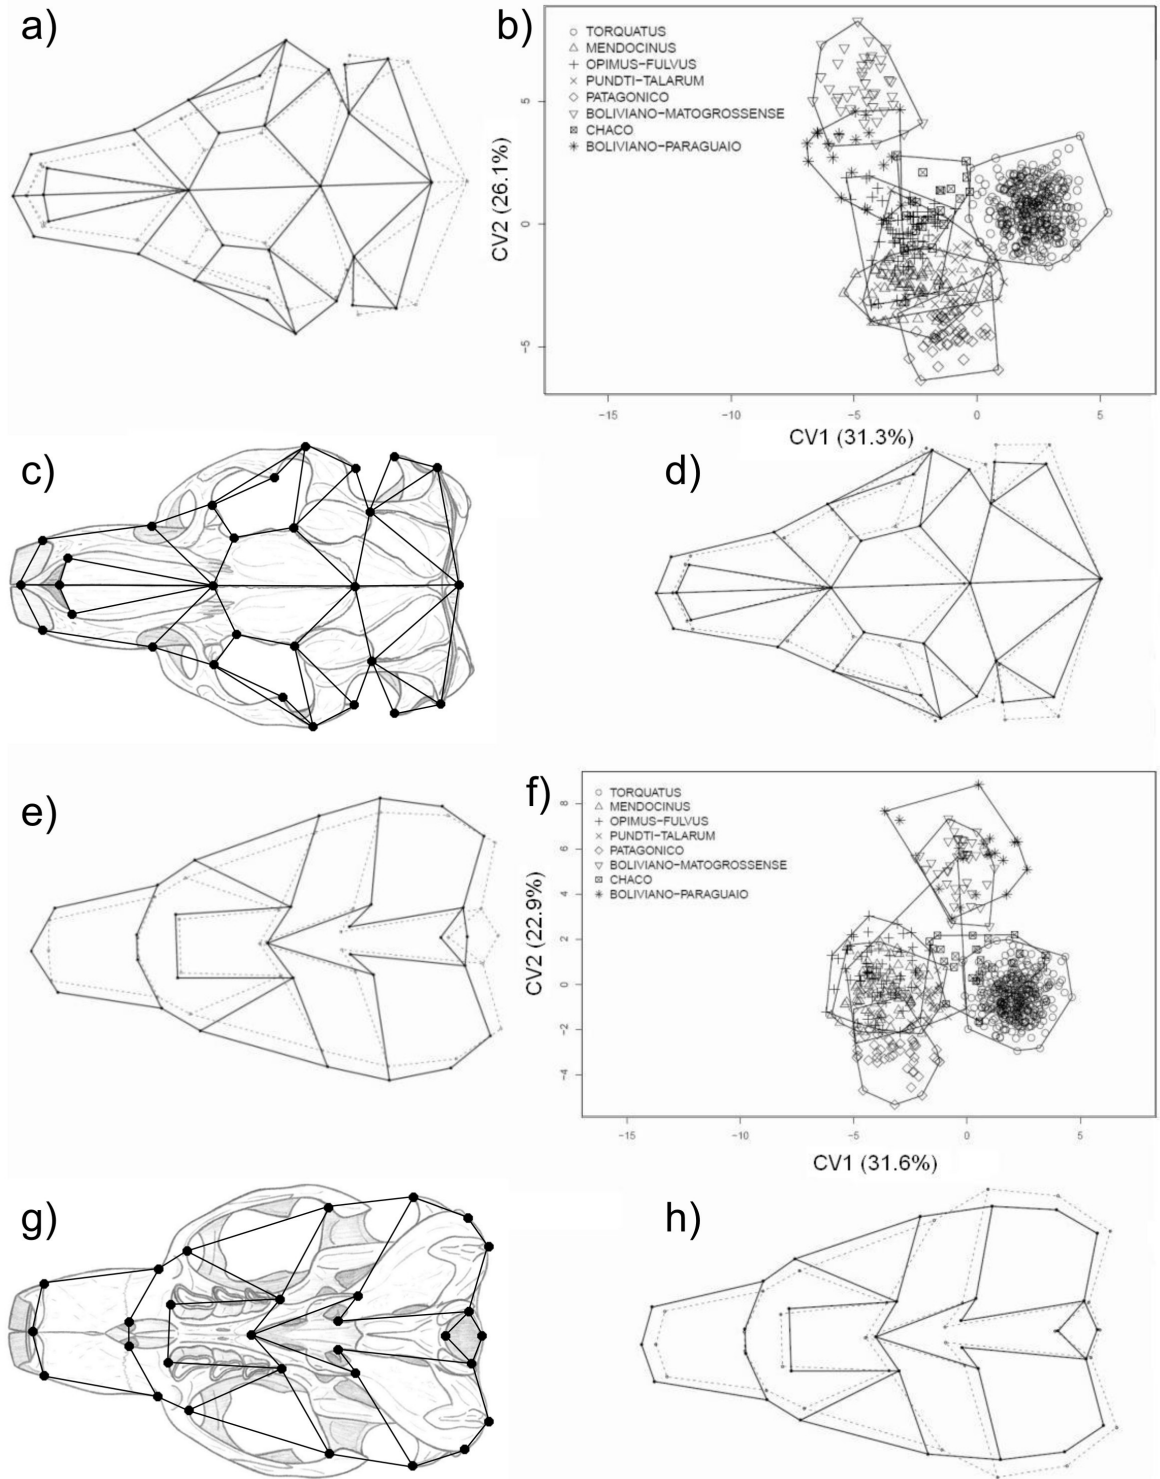 a)
b)
TORQUATUS
MENDOCINUS
OPIMUS-FULVUS
PUNDTI-TALARUM
PATAGONICO
BOLIVIANO-MATOGROSSENSE
CHACO
BOLIVIANO-PARAGUAIO
CV2 (26.1%)
5
0
−5
−15
−10
−5
0
5
CV1 (31.3%)
c)
d)
e)
f)
TORQUATUS
MENDOCINUS
OPIMUS-FULVUS
PUNDTI-TALARUM
PATAGONICO
BOLIVIANO-MATOGROSSENSE
CHACO
BOLIVIANO-PARAGUAIO
CV2 (22.9%)
8
6
4
2
0
−2
−4
−15
−10
−5
0
5
CV1 (31.6%)
g)
h)